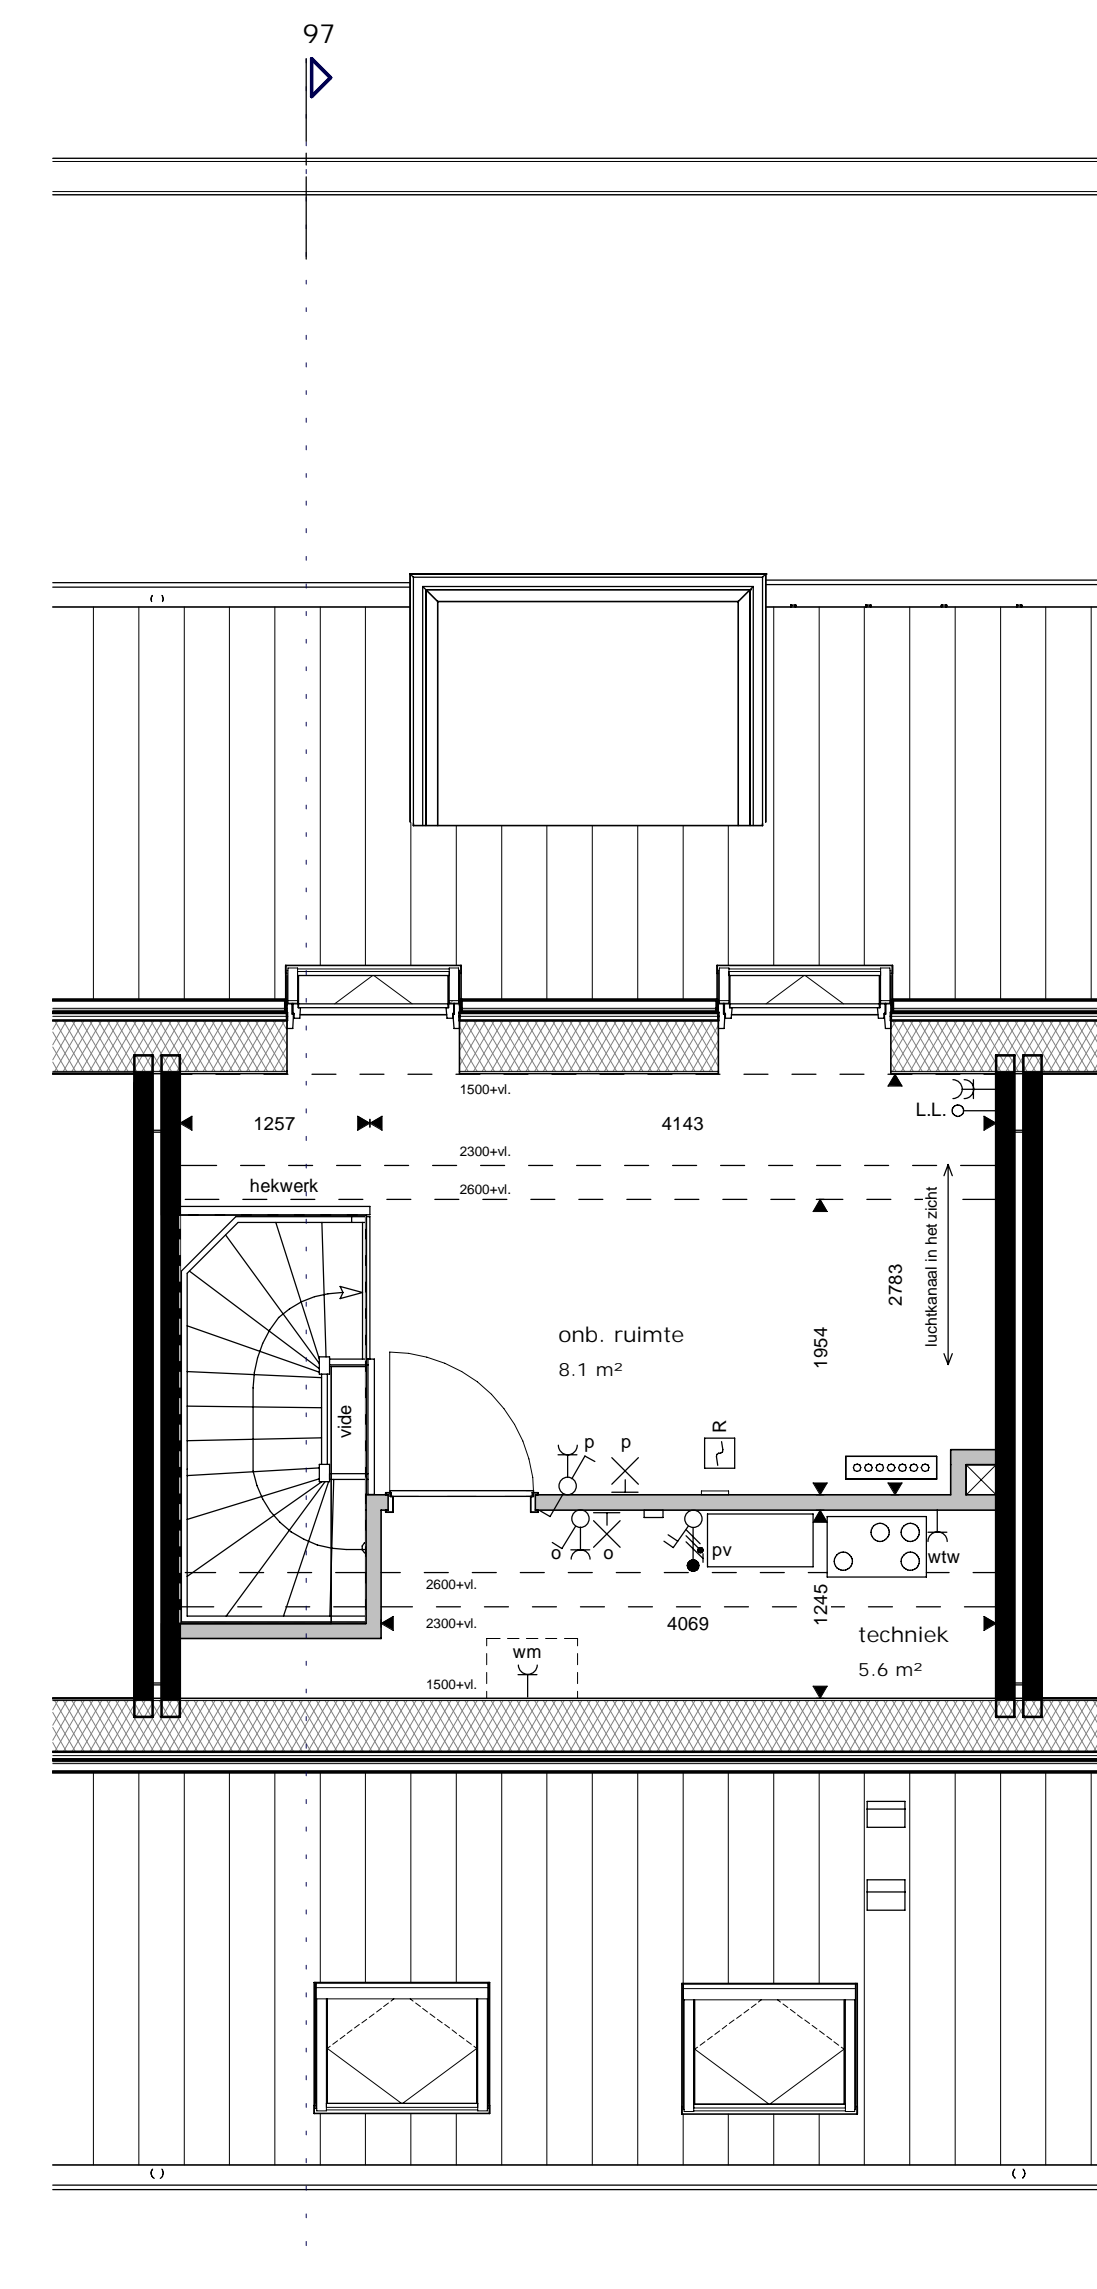 97
1500+vl.
L.L.
1257
4143
2300+vl.
hekwerk
2600+vl.
luchtkanaal in het zicht
2783
1954
onb. ruimte
8.1 m²
vide
p
p
R
o
o
pv
wtw
2600+vl.
1245
2300+vl.
4069
techniek
wm
5.6 m²
1500+vl.